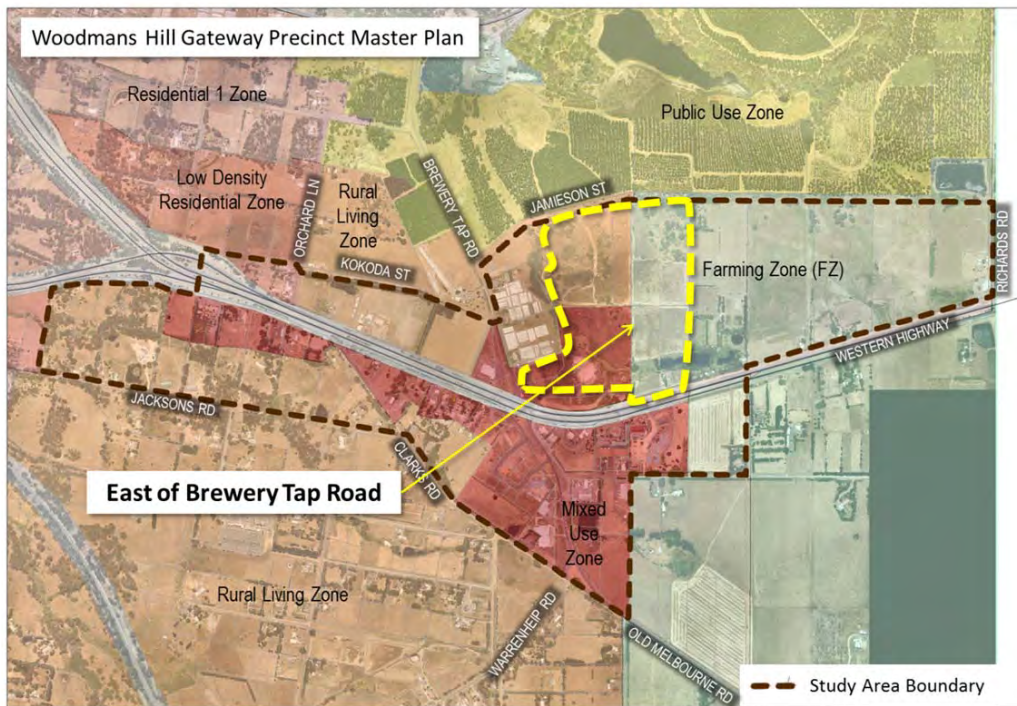 Woodmans Hill Gateway Precinct Master Plan
Residential 1 Zone
Public Use Zone
Low Density
Residential Zone
ORCHARD LN
Rural
Living
Zone
BREWERY TAP RD
JAMIESON ST
KOKODA ST
Farming Zone (FZ)
RICHARDS RD
WESTERN HIGHWAY
JACKSONS RD
CLARKS RD
East of Brewery Tap Road
Mixed
Use
Zone
Rural Living Zone
WARRENHEIP RD
OLD MELBOURNE RD
Study Area Boundary